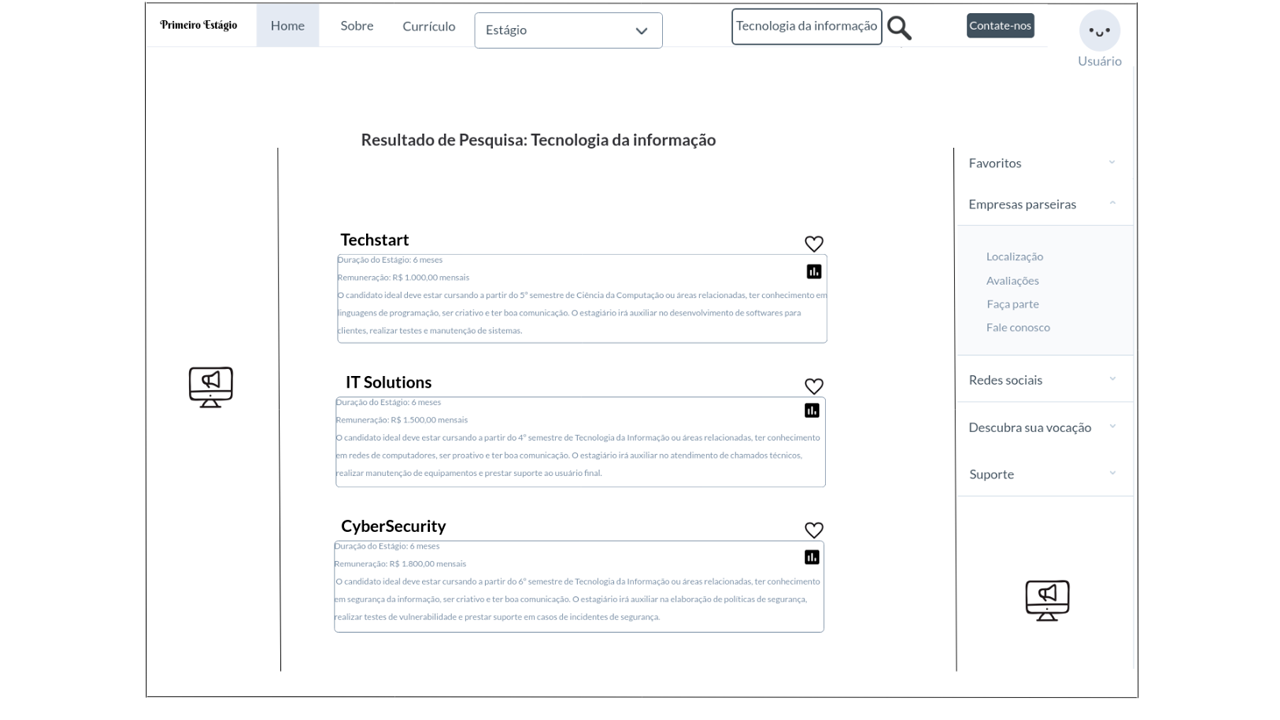 Primeiro Estágio
Home
Sobre
Currículo
Estágio
Tecnologia da informação
Contate-nos
Usuário
Resultado de Pesquisa: Tecnologia da informação
Techstart
Duração do Estágio: 6 meses
Remuneração: R$ 1.000,00 mensais
O candidato ideal deve estar cursando a partir do 5º semestre de Ciência da Computação ou áreas relacionadas, ter conhecimento em
linguagens de programação, ser criativo e ter boa comunicação. O estagiário irá auxiliar no desenvolvimento de softwares para
clientes, realizar testes e manutenção de sistemas.
IT Solutions
Duração do Estágio: 6 meses
Remuneração: R$ 1.500,00 mensais
O candidato ideal deve estar cursando a partir do 4º semestre de Tecnologia da Informação ou áreas relacionadas, ter conhecimento
em redes de computadores, ser proativo e ter boa comunicação. O estagiário irá auxiliar no atendimento de chamados técnicos,
realizar manutenção de equipamentos e prestar suporte ao usuário final.
CyberSecurity
Duração do Estágio: 6 meses
Remuneração: R$ 1.800,00 mensais
O candidato ideal deve estar cursando a partir do 6º semestre de Tecnologia da Informação ou áreas relacionadas, ter conhecimento
em segurança da informação, ser criativo e ter boa comunicação. O estagiário irá auxiliar na elaboração de políticas de segurança,
realizar testes de vulnerabilidade e prestar suporte em casos de incidentes de segurança.
Favoritos
Empresas parseiras
Localização
Avaliações
Faça parte
Fale conosco
Redes sociais
Descubra sua vocação
Suporte